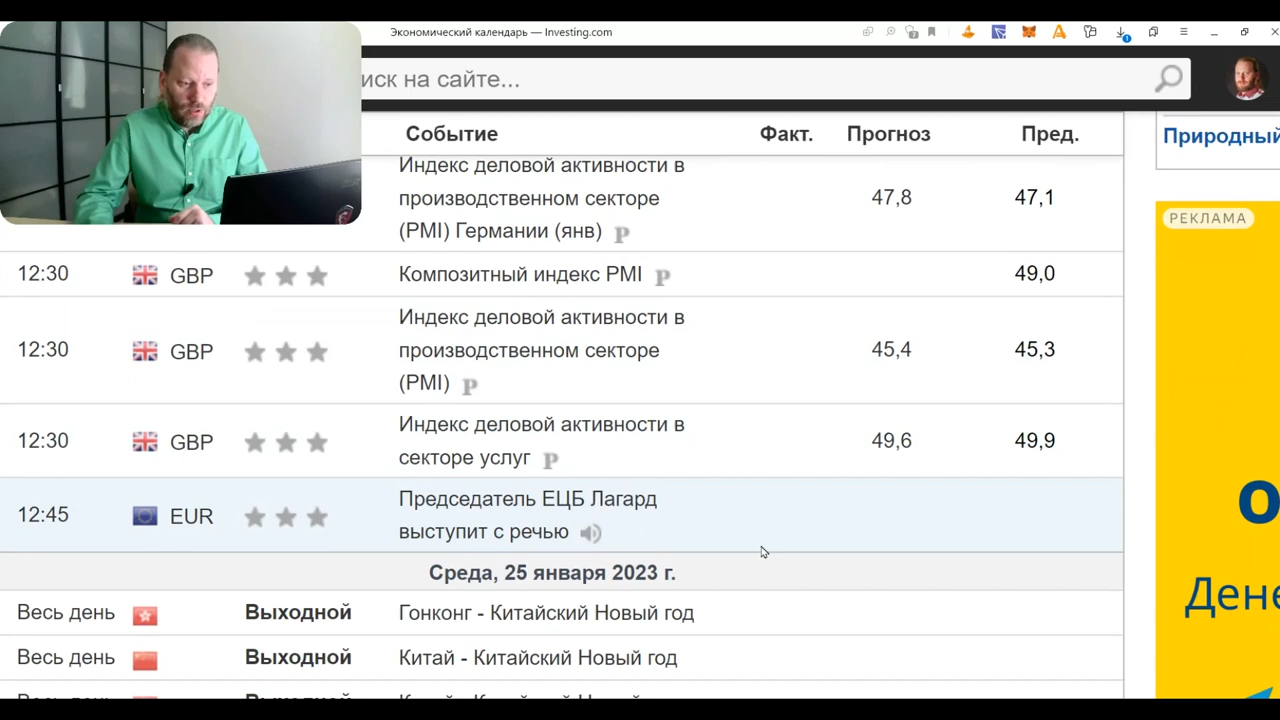 Экономический календарь — Investing.com
иск на сайте...
Событие Факт. Прогноз Пред.
Природный
Индекс деловой активности в
производственном секторе 47,8 47,1
(PMI) Германии (янв) P
РЕКЛАМА
12:30 GBP Композитный индекс PMI P 49,0
Индекс деловой активности в
12:30 GBP производственном секторе 45,4 45,3
(PMI) P
Индекс деловой активности в
12:30 GBP 49,6 49,9
секторе услуг P
Председатель ЕЦБ Лагард
12:45 EUR
выступит с речью
Среда, 25 января 2023 г.
Дене
Весь день Выходной Гонконг - Китайский Новый год
Весь день Выходной Китай - Китайский Новый год